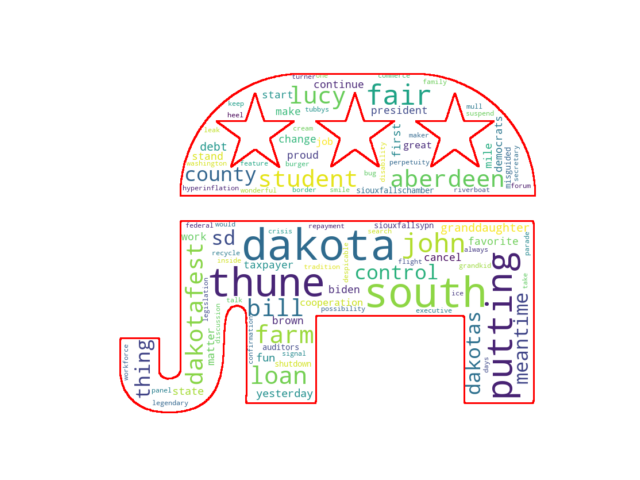 turner
commerce
family
continue
start lucy fair
keep
heel
tubbys
make
president
mull
suspend
leak
cream
change
job
first
maker
great
democrats
debt
stand
washington
feature
proud
burger
disability
perpetuity
mile
misguided
secretary
county
student
bug
aberdeen
forum
hyperinflation
wonderful
border
smile
siouxfallschamber
riverboat
federal
would
repayment
siouxfallsypn
granddaughter
work
sd
crisis
dakota
search
john
favorite
always
parade
recycle
inside
taxpayer
tradition
despicable
flight
cancel
control
grandkid
thune
biden
south
ice
putting
take
dakotafest
legislation
talk
bill
cooperation
possibility
executive
meantime
discussion
matter
confirmation
brown
farm
auditors
fun
signal
shutdown
dakotas
days
workforce
thing
loan
panel
state
yesterday
legendary